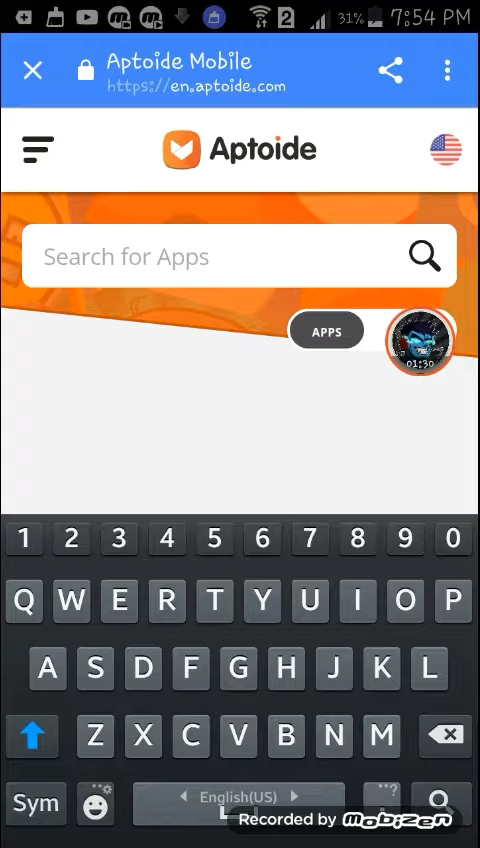 2 31% 7:54 PM
Aptoide Mobile
https://en.aptoide.com
Aptoide
Search for Apps
APPS
01:30
1 2 3 4 5 6 7 8 9 0
Q W E R T Y U I O P
A S D F G H J K L
Z X C V B N M
Sym English(US) ...?
Recorded by mobizen